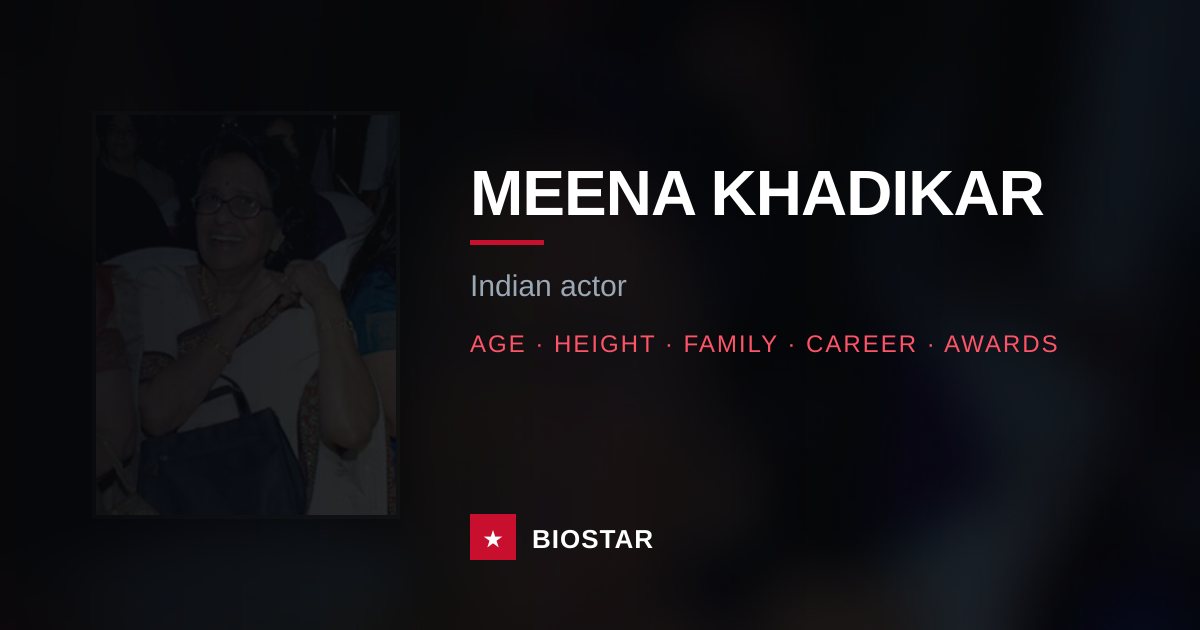 MEENA KHADIKAR
Indian actor
AGE · HEIGHT · FAMILY · CAREER · AWARDS
BIOSTAR